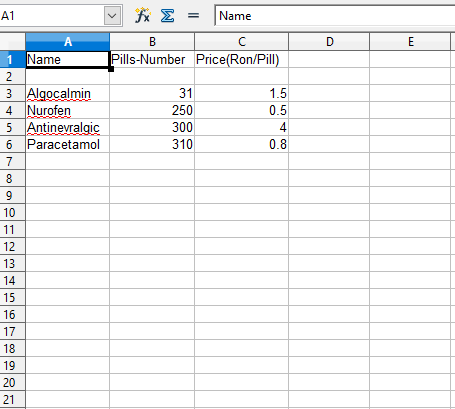 A1 Name
A B C D E
1 Name Pills-Number Price(Ron/Pill)
2
3 Algocalmin 31 1.5
4 Nurofen 250 0.5
5 Antinevralgic 300 4
6 Paracetamol 310 0.8
7
8
9
10
11
12
13
14
15
16
17
18
19
20
21